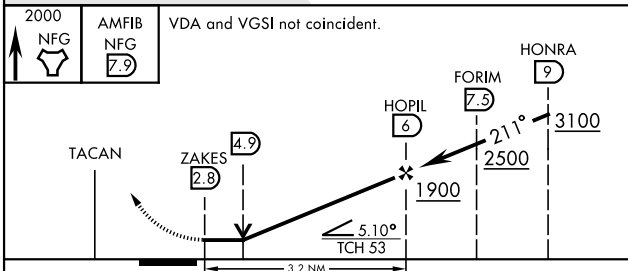 2000
NFG
AMFIB
NFG
7.9
VDA and VGSI not coincident.
HONRA
9
FORIM
7.5
HOPIL
6
211°
3100
2500
1900
TACAN
ZAKES
2.8
4.9
5.10°
TCH 53
3.2 NM